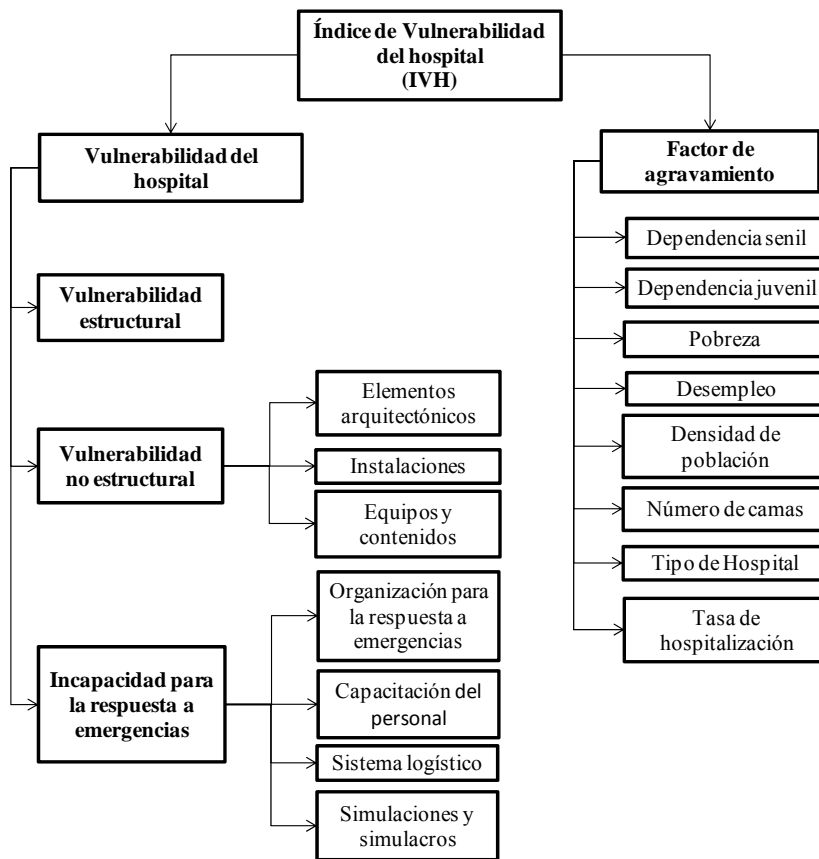 Índice de Vulnerabilidad
del hospital
(IVH)
Vulnerabilidad del
hospital
Vulnerabilidad
estructural
Vulnerabilidad
no estructural
Elementos
arquitectónicos
Instalaciones
Equipos y
contenidos
Incapacidad para
la respuesta a
emergencias
Organización para
la respuesta a
emergencias
Capacitación del
personal
Sistema logístico
Simulaciones y
simulacros
Factor de
agravamiento
Dependencia senil
Dependencia juvenil
Pobreza
Desempleo
Densidad de
población
Número de camas
Tipo de Hospital
Tasa de
hospitalización